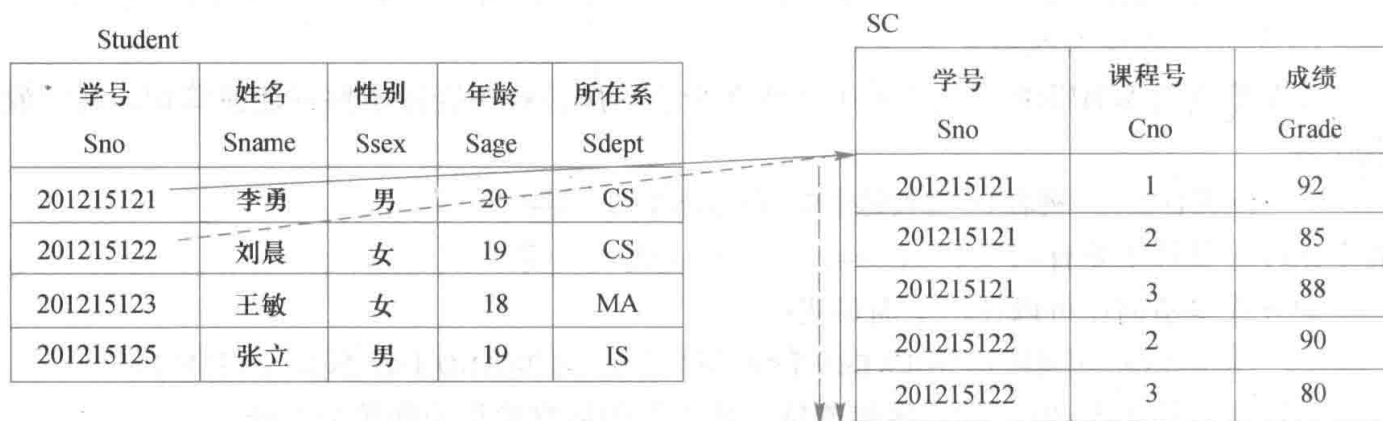 Student
学号 姓名 性别 年龄 所在系
Sno Sname Ssex Sage Sdept
201215121 李勇 男 20 CS
201215122 刘晨 女 19 CS
201215123 王敏 女 18 MA
201215125 张立 男 19 IS
SC
学号 课程号 成绩
Sno Cno Grade
201215121 1 92
201215121 2 85
201215121 3 88
201215122 2 90
201215122 3 80